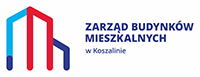 ZARZĄD BUDYNKÓW
MIESZKALNYCH
w Koszalinie